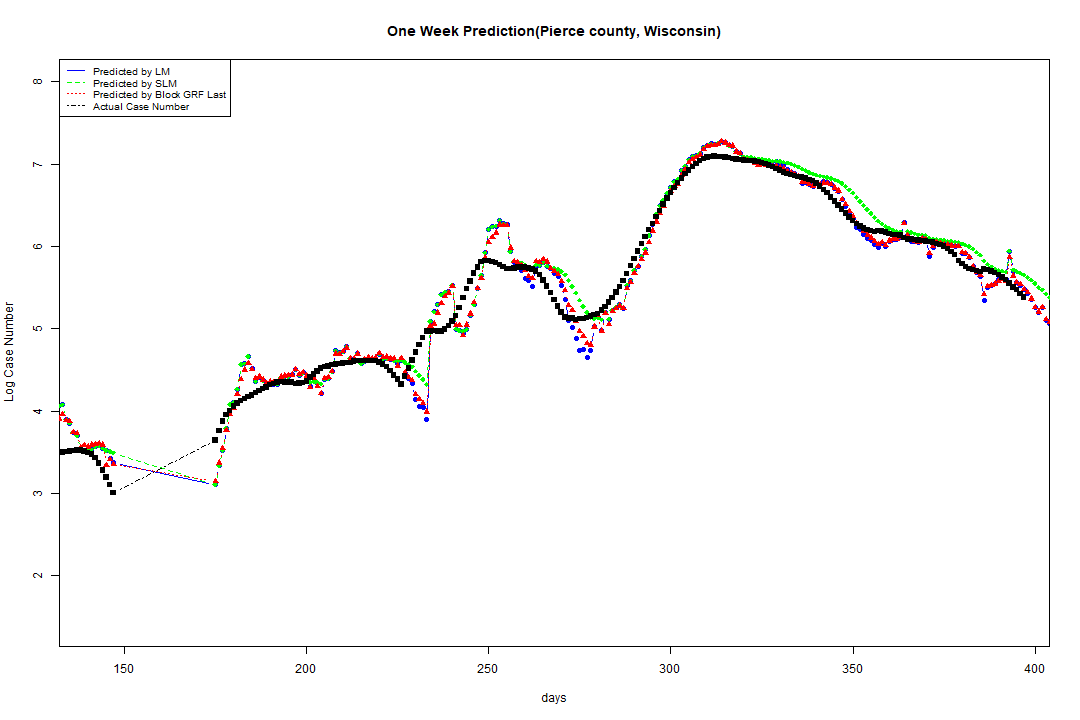 One Week Prediction(Pierce county, Wisconsin)
Predicted by LM
Predicted by SLM
Predicted by Block GRF Last
Actual Case Number
8
7
6
5
4
3
2
Log Case Number
150 200 250 300 350 400
days